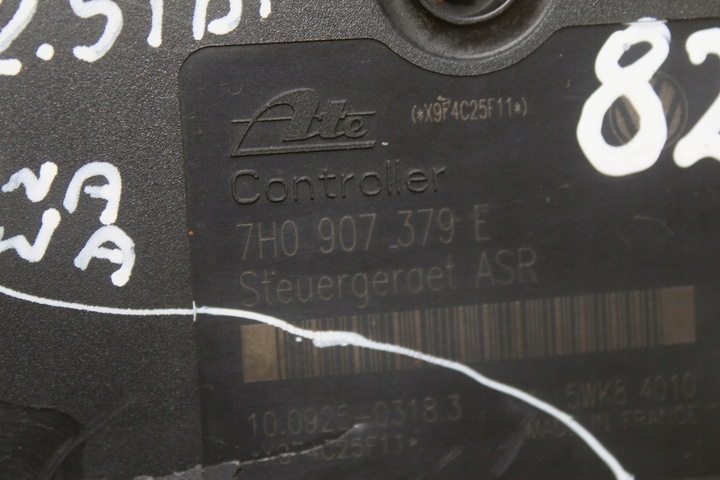 2.5TDI
82
Ate
(*X9F4C25F11*)
Controller
7H0 907 379 E
Steuergeraet ASR
10.0925-0318.3
5WK8 4010
*X9F4C25F11*
MADE IN FRANCE